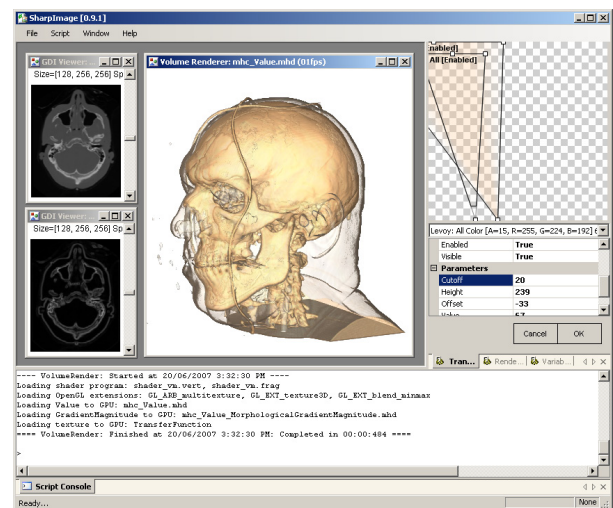 SharpImage [0.9.1]
File Script Window Help
GDI Viewer: ...
Size=[128, 256, 256] Sp
GDI Viewer: ...
Size=[128, 256, 256] Sp
Volume Renderer: mhc_Value.mhd (01fps)
nabled]
All [Enabled]
Levoy: All Color [A=15, R=255, G=224, B=192]
Enabled True
Visible True
Parameters
Cutoff 20
Height 239
Offset -33
Value 67
Cancel OK
Tran... Rende... Variab...
---- VolumeRender: Started at 20/06/2007 3:32:30 PM ----
Loading shader program: shader_vm.vert, shader_vm.frag
Loading OpenGL extensions: GL_ARB_multitexture, GL_EXT_texture3D, GL_EXT_blend_minmax
Loading Value to GPU: mhc_Value.mhd
Loading GradientMagnitude to GPU: mhc_Value_MorphologicalGradientMagnitude.mhd
Loading texture to GPU: TransferFunction
==== VolumeRender: Finished at 20/06/2007 3:32:30 PM: Completed in 00:00:484 ====
>
Script Console
Ready...
None